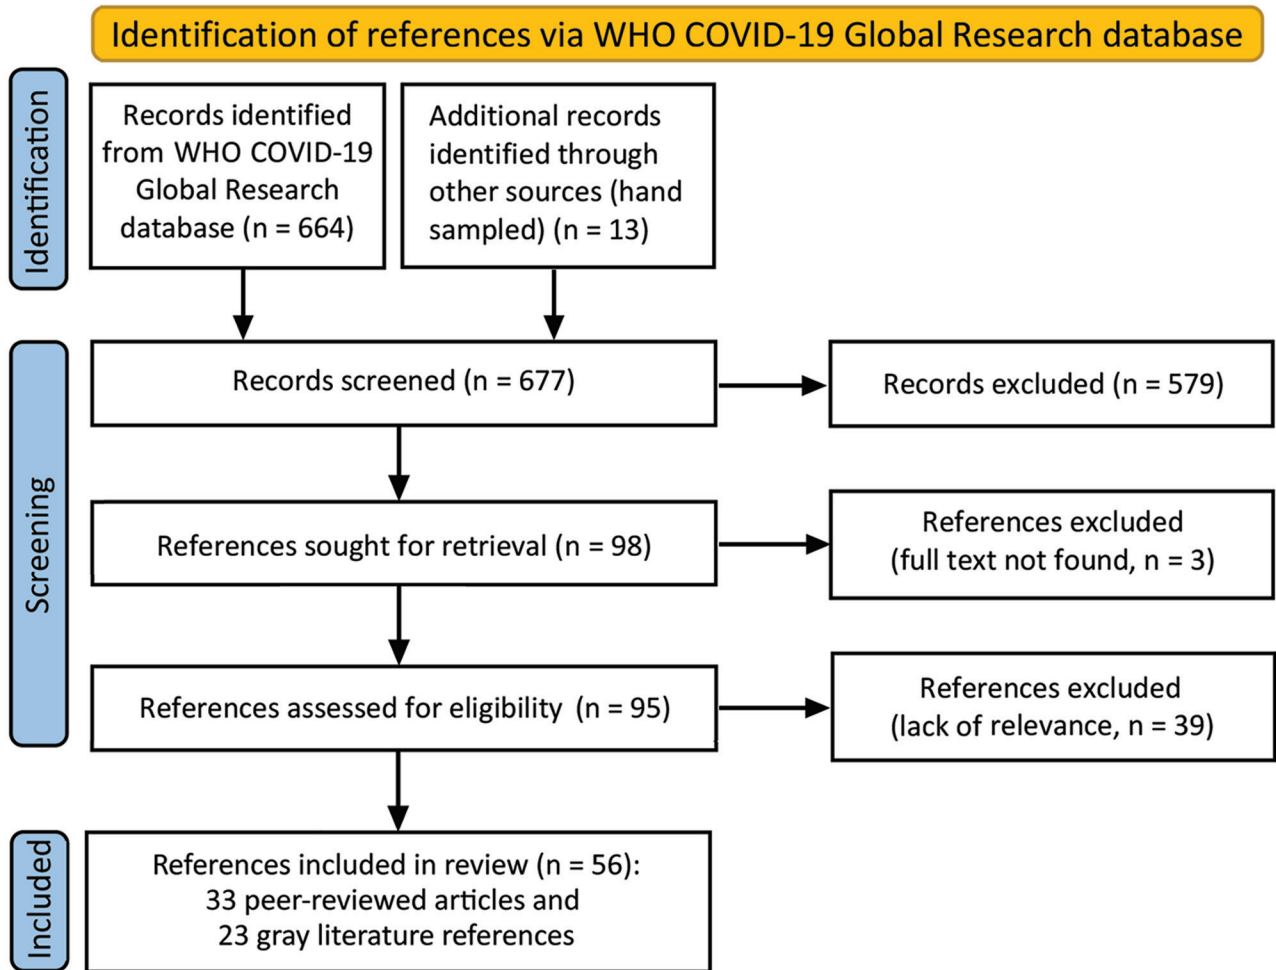 Identification of references via WHO COVID-19 Global Research database
Identification
Records identified
from WHO COVID-19
Global Research
database (n = 664)
Additional records
identified through
other sources (hand
sampled) (n = 13)
Screening
Records screened (n = 677)
Records excluded (n = 579)
References sought for retrieval (n = 98)
References excluded
(full text not found, n = 3)
References assessed for eligibility (n = 95)
References excluded
(lack of relevance, n = 39)
Included
References included in review (n = 56):
33 peer-reviewed articles and
23 gray literature references